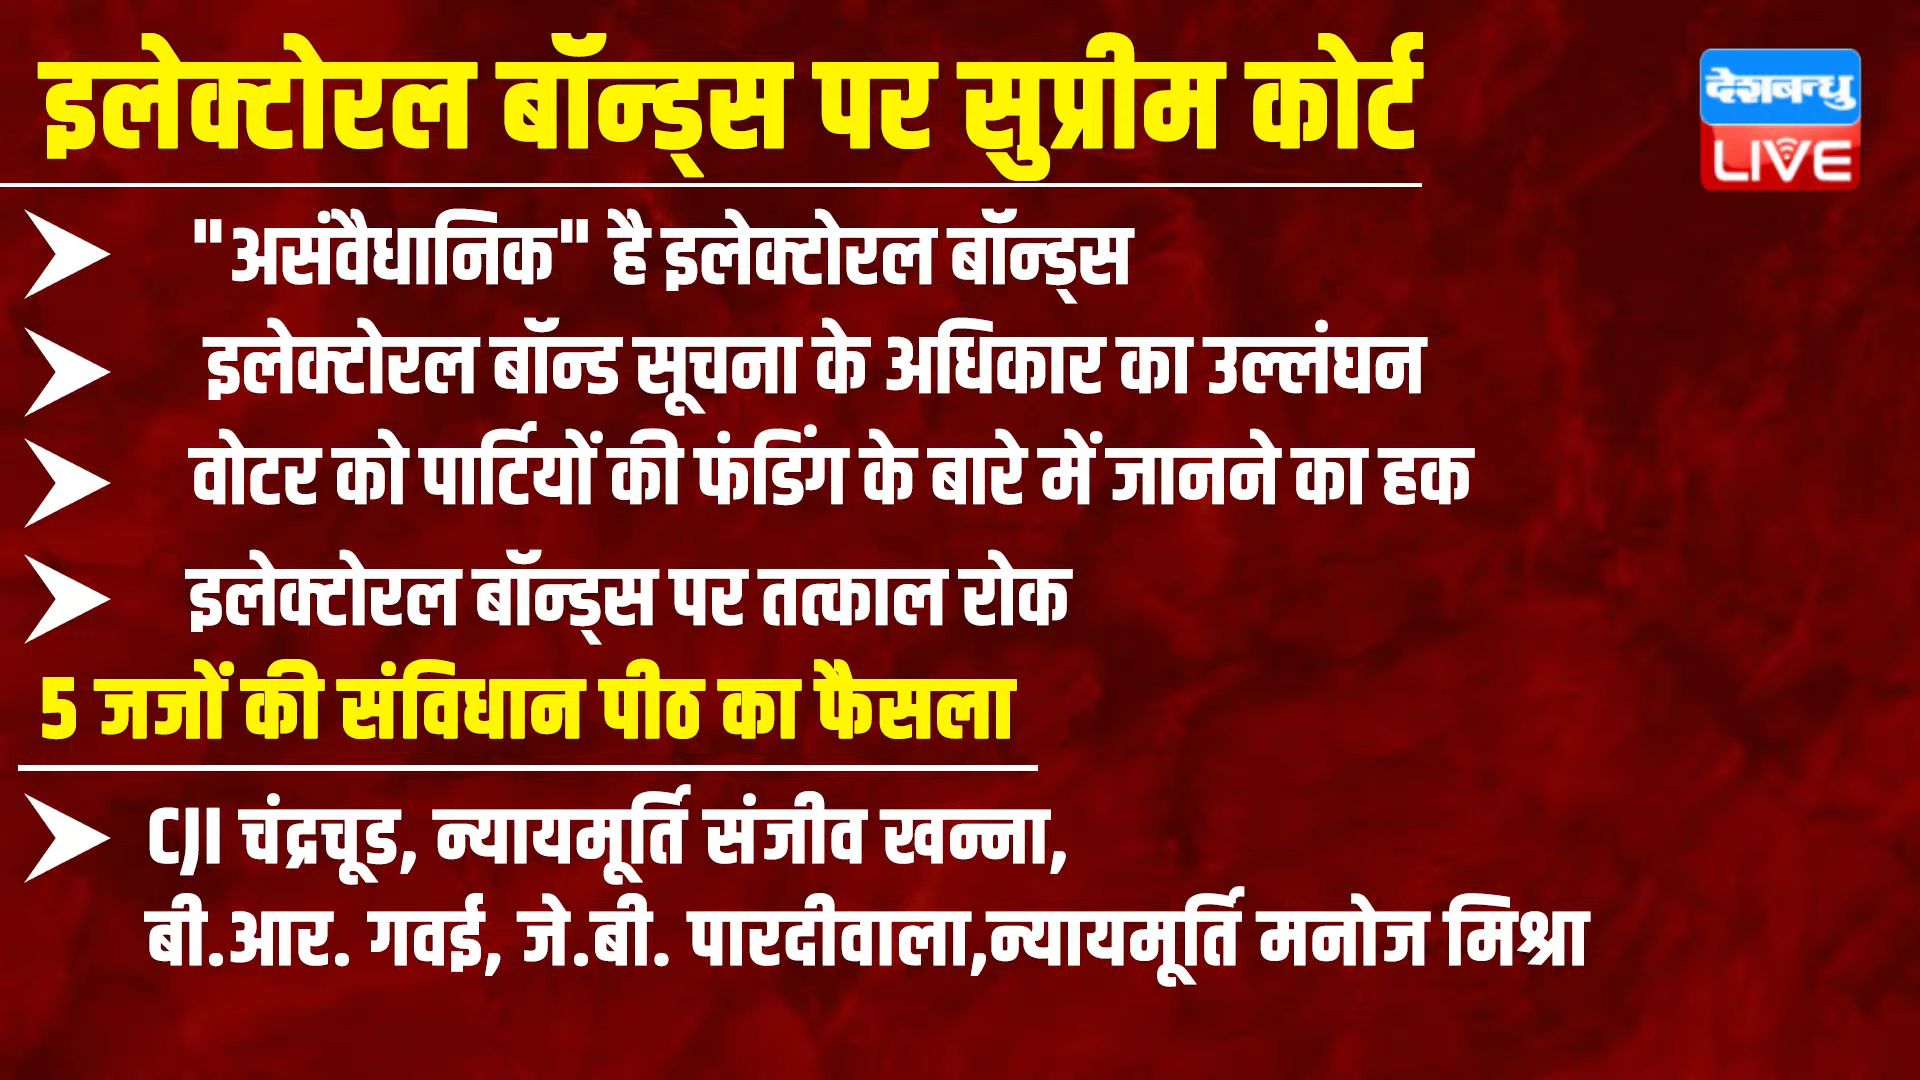 इलेक्टोरल बॉन्ड्स पर सुप्रीम कोर्ट
देशबन्धु
LIVE
"असंवैधानिक" है इलेक्टोरल बॉन्ड्स
इलेक्टोरल बॉन्ड सूचना के अधिकार का उल्लंघन
वोटर को पार्टियों की फंडिंग के बारे में जानने का हक
इलेक्टोरल बॉन्ड्स पर तत्काल रोक
5 जजों की संविधान पीठ का फैसला
CJI चंद्रचूड, न्यायमूर्ति संजीव खन्ना,
बी.आर. गवई, जे.बी. पारदीवाला,न्यायमूर्ति मनोज मिश्रा